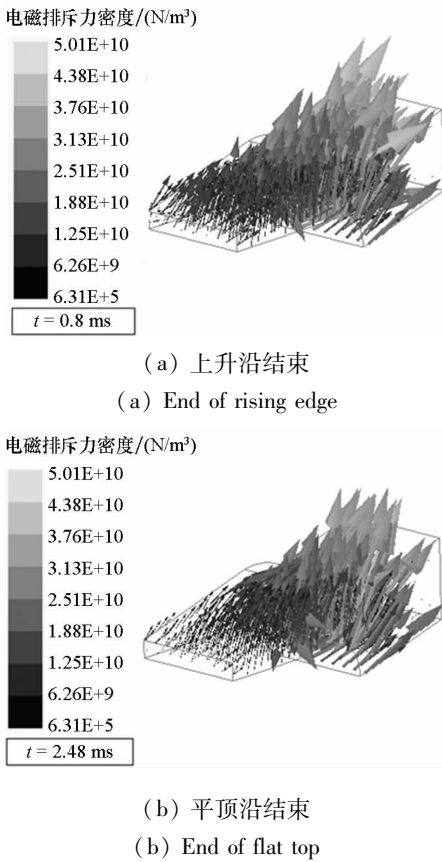 电磁排斥力密度/(N/m³)
5.01E+10
4.38E+10
3.76E+10
3.13E+10
2.51E+10
1.88E+10
1.25E+10
6.26E+9
6.31E+5
t = 0.8 ms
(a) 上升沿结束
(a) End of rising edge
电磁排斥力密度/(N/m³)
5.01E+10
4.38E+10
3.76E+10
3.13E+10
2.51E+10
1.88E+10
1.25E+10
6.26E+9
6.31E+5
t = 2.48 ms
(b) 平顶沿结束
(b) End of flat top